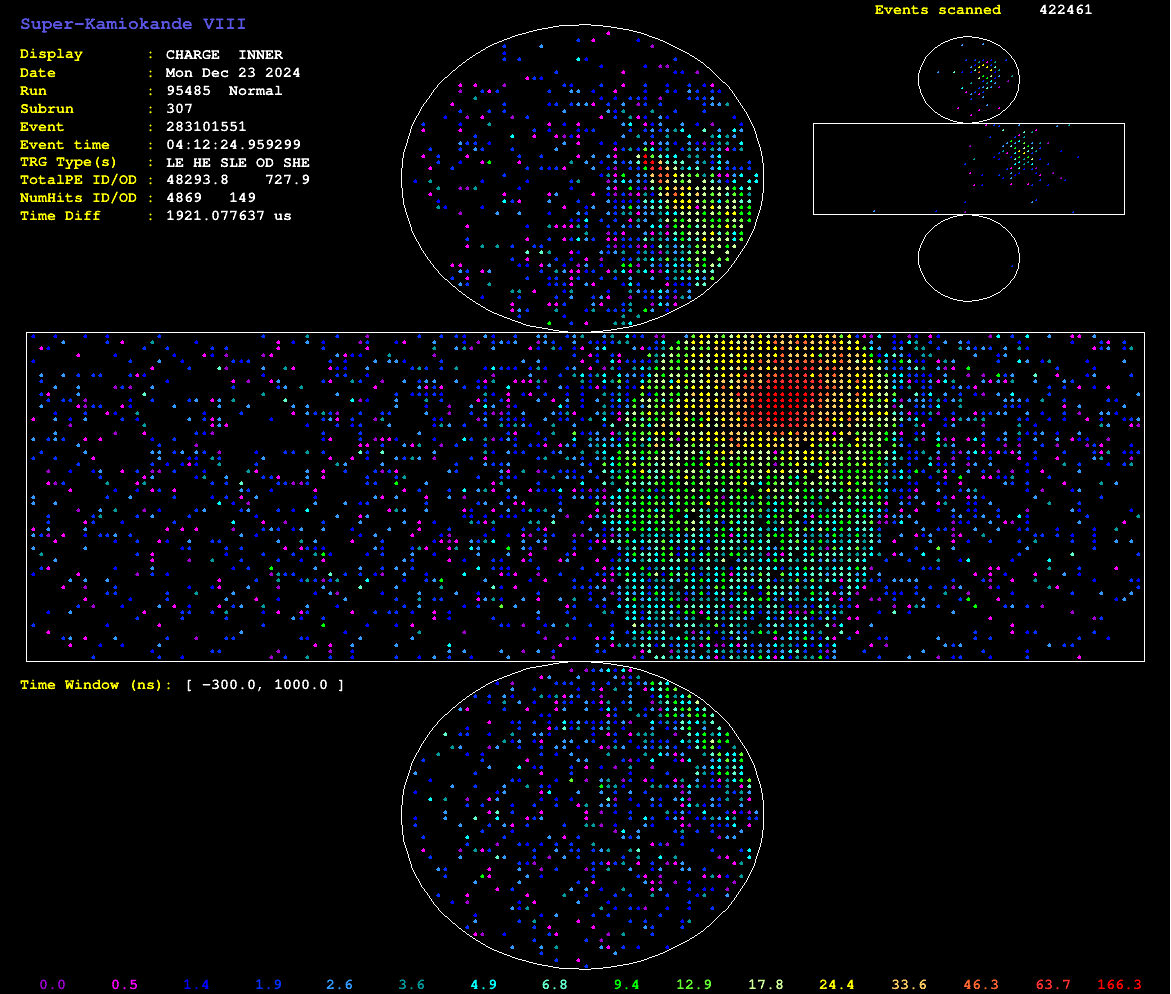 Super-Kamiokande VIII
Events scanned 422461
Display : CHARGE INNER
Date : Mon Dec 23 2024
Run : 95485 Normal
Subrun : 307
Event : 283101551
Event time : 04:12:24.959299
TRG Type(s) : LE HE SLE OD SHE
TotalPE ID/OD : 48293.8 727.9
NumHits ID/OD : 4869 149
Time Diff : 1921.077637 us
Time Window (ns): [ −300.0, 1000.0 ]
0.0 0.5 1.4 1.9 2.6 3.6 4.9 6.8 9.4 12.9 17.8 24.4 33.6 46.3 63.7 166.3